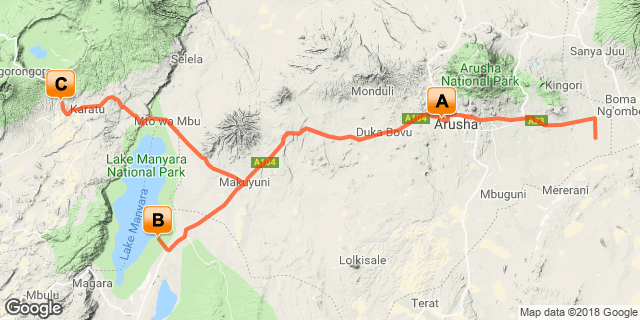 Sanya Juu
Selela
gorongoro
Arusha
National Park
Kingori
C
Monduli
Boma
Ng'ombe
A
Karatu
A104
A23
Mto wa Mbu
Duka Bovu
Arusha
Lake Manyara
National Park
A104
Makuyuni
Mbuguni
Mererani
Lake Manyara
B
Lolkisale
Magara
Mbulu
Terat
Google
Map data ©2018 Google